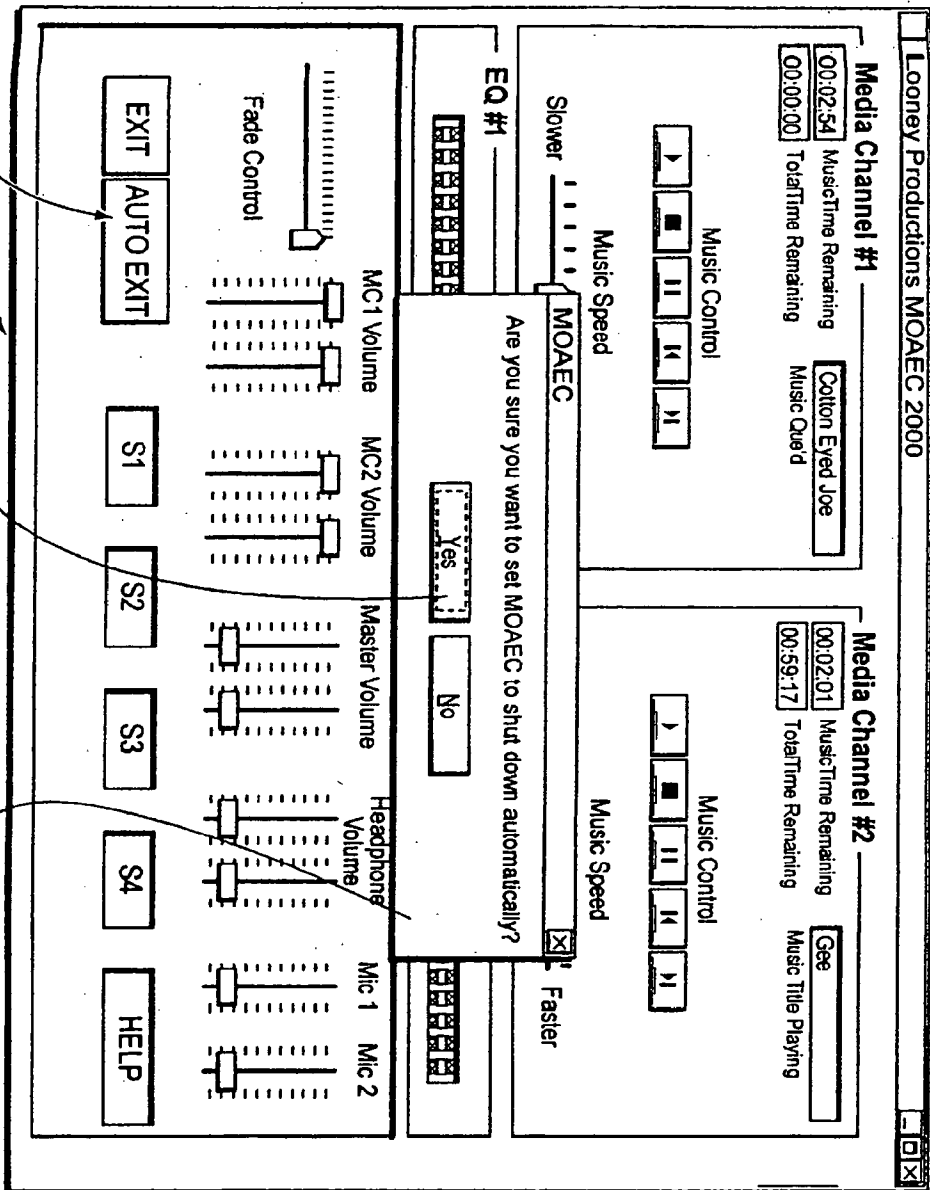 Looney Productions MOAEC 2000
Media Channel #1
00:02:54 MusicTime Remaining
00:00:00 TotalTime Remaining
Cotton Eyed Joe
Music Que'd
Music Control
Music Speed
Slower
Media Channel #2
00:02:01 MusicTime Remaining
00:59:17 TotalTime Remaining
Gee
Music Title Playing
Music Control
Music Speed
Faster
EQ #1
MOAEC
Are you sure you want to set MOAEC to shut down automatically?
Yes
No
Fade Control
MC1 Volume
MC2 Volume
Master Volume
Headphone
Volume
Mic 1
Mic 2
EXIT
AUTO EXIT
S1
S2
S3
S4
HELP